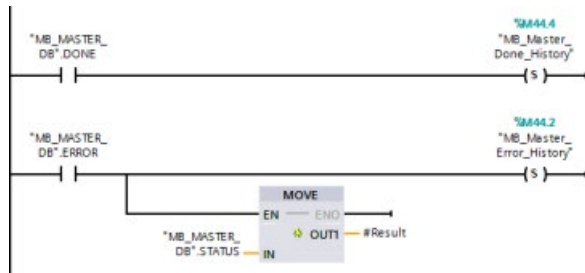 %M44.4
"MB_MASTER_
DB".DONE
"MB_Master_
Done_History"
S
%M44.2
"MB_MASTER_
DB".ERROR
"MB_Master_
Error_History"
S
MOVE
EN
ENO
OUT1
#Result
"MB_MASTER_
DB".STATUS
IN